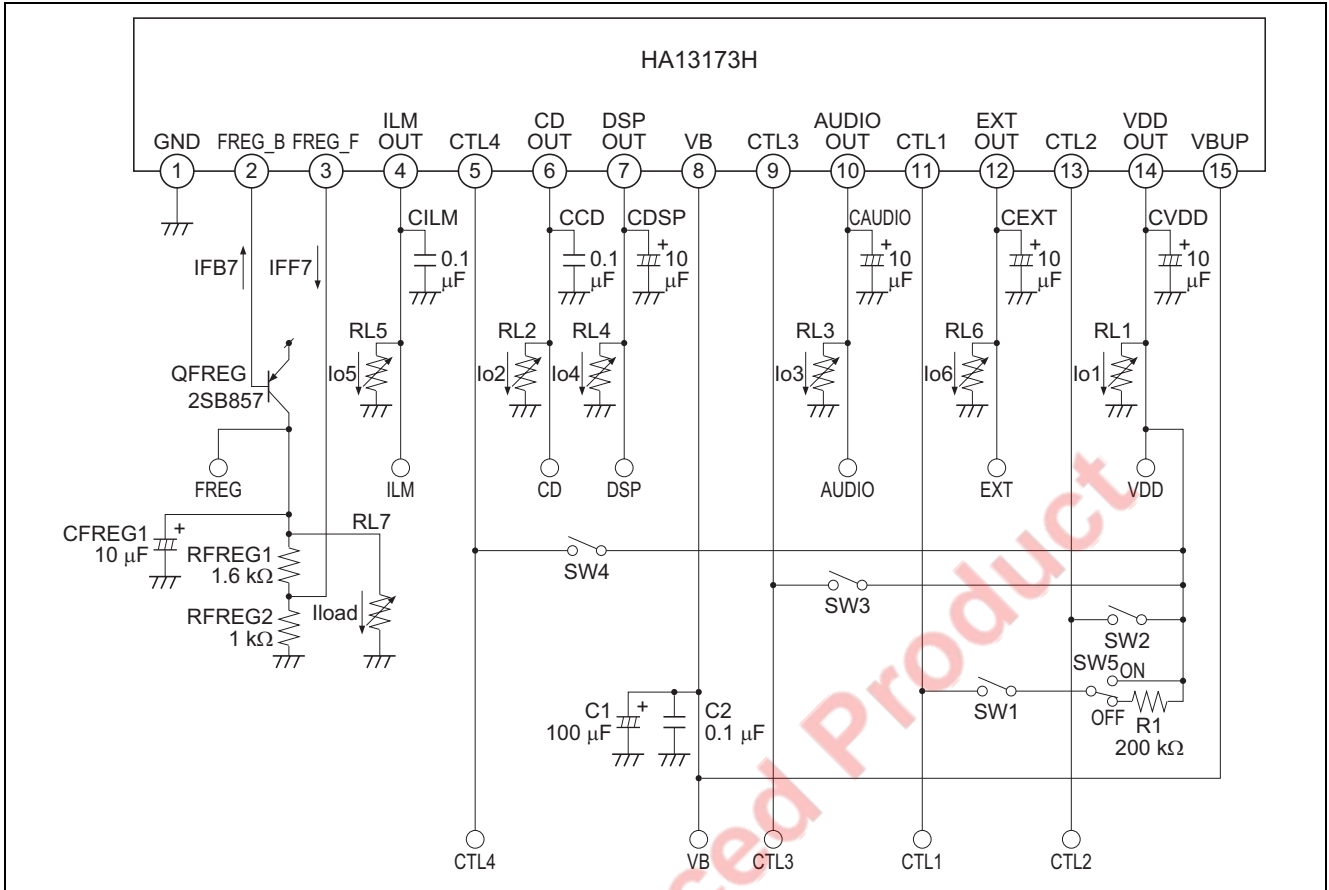 HA13173H
GND FREG_B FREG_F ILM OUT CTL4 CD OUT DSP OUT VB CTL3 AUDIO OUT CTL1 EXT OUT CTL2 VDD OUT VBUP
1 2 3 4 5 6 7 8 9 10 11 12 13 14 15
CILM CCD CDSP CAUDIO CEXT CVDD
0.1 μF 0.1 μF + 10 μF + 10 μF + 10 μF + 10 μF
IFB7 IFF7
RL5 RL2 RL4 RL3 RL6 RL1
Io5 Io2 Io4 Io3 Io6 Io1
QFREG
2SB857
FREG ILM CD DSP AUDIO EXT VDD
CFREG1 +
10 μF
RL7
RFREG1
1.6 kΩ
RFREG2
1 kΩ
Iload
SW4
SW3
SW2
SW5 ON
SW1 OFF R1
200 kΩ
C1 +
100 μF
C2
0.1 μF
CTL4 VB CTL3 CTL1 CTL2
ced Product